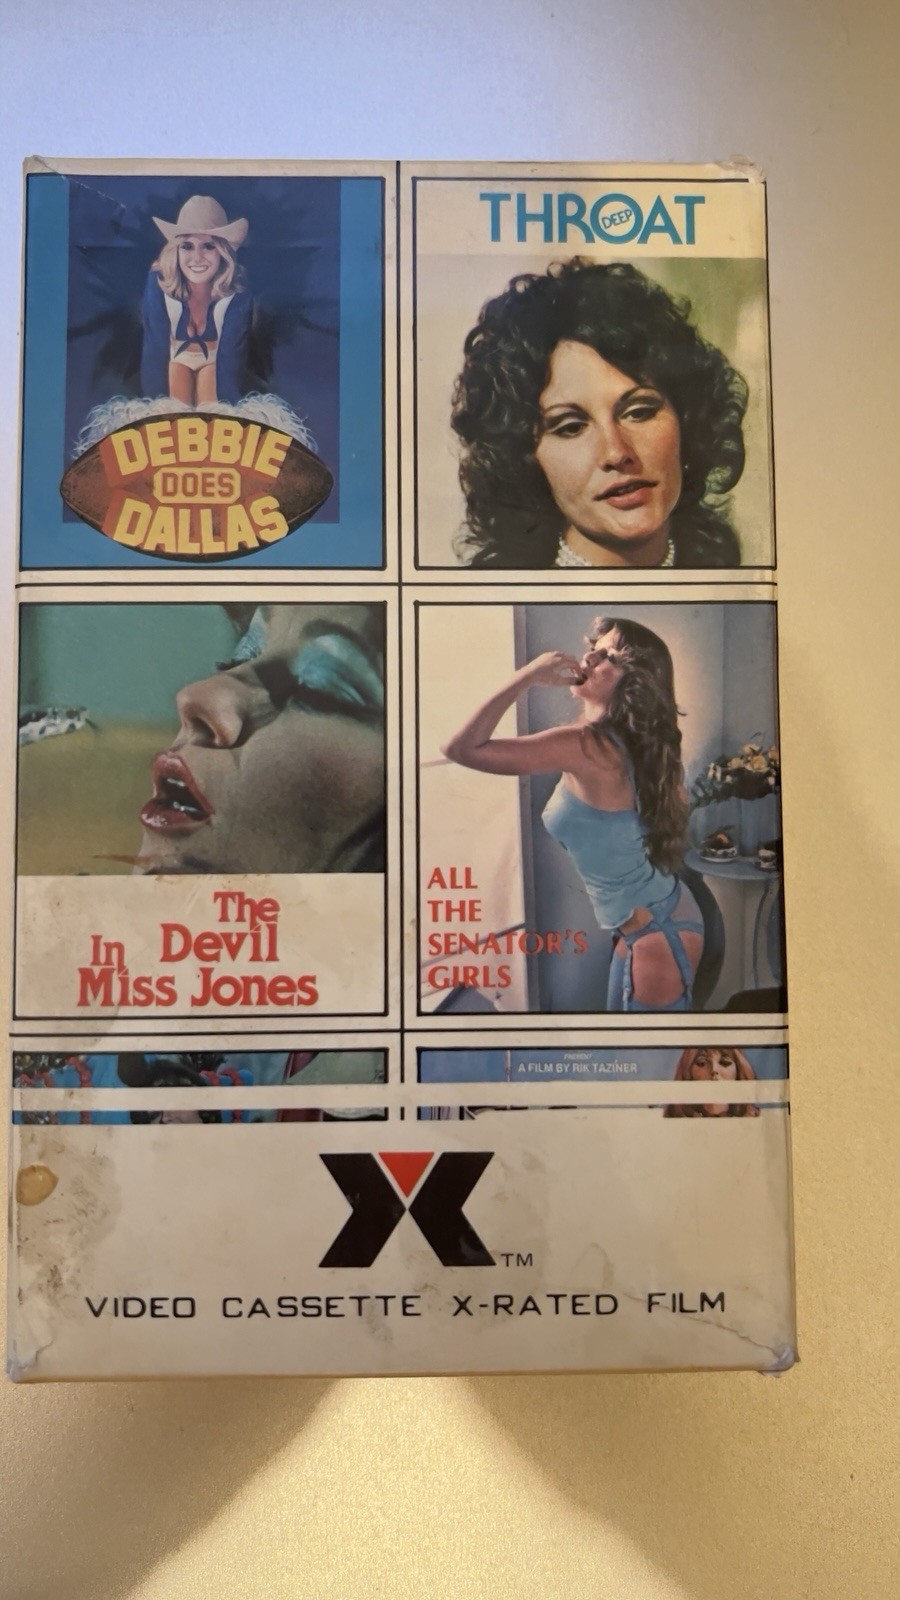 DEBBIE
DOES
DALLAS
THROAT
DEEP
The
In Devil
Miss Jones
ALL
THE
SENATOR'S
GIRLS
PRESENT
A FILM BY RIK TAZINER
X TM
VIDEO CASSETTE X-RATED FILM